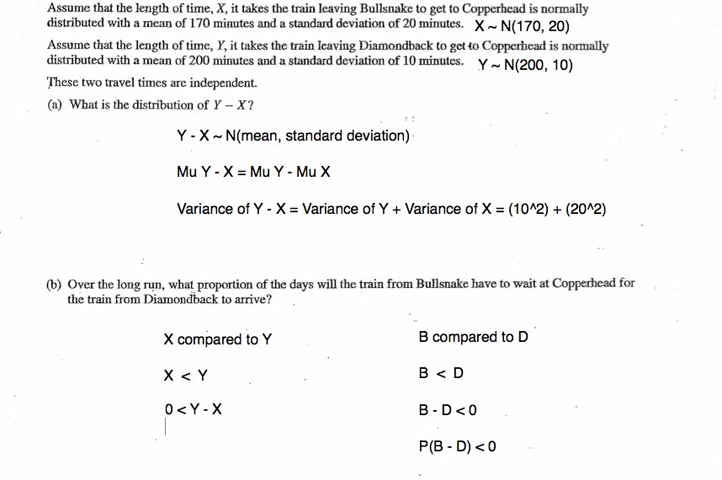 Assume that the length of time, X, it takes the train leaving Bullsnake to get to Copperhead is normally
distributed with a mean of 170 minutes and a standard deviation of 20 minutes. X ~ N(170, 20)
Assume that the length of time, Y, it takes the train leaving Diamondback to get to Copperhead is normally
distributed with a mean of 200 minutes and a standard deviation of 10 minutes. Y ~ N(200, 10)
These two travel times are independent.
(a) What is the distribution of Y – X?
Y - X ~ N(mean, standard deviation)
Mu Y - X = Mu Y - Mu X
Variance of Y - X = Variance of Y + Variance of X = (10^2) + (20^2)
(b) Over the long run, what proportion of the days will the train from Bullsnake have to wait at Copperhead for
the train from Diamondback to arrive?
X compared to Y
X < Y
0 < Y - X
B compared to D
B < D
B - D < 0
P(B - D) < 0